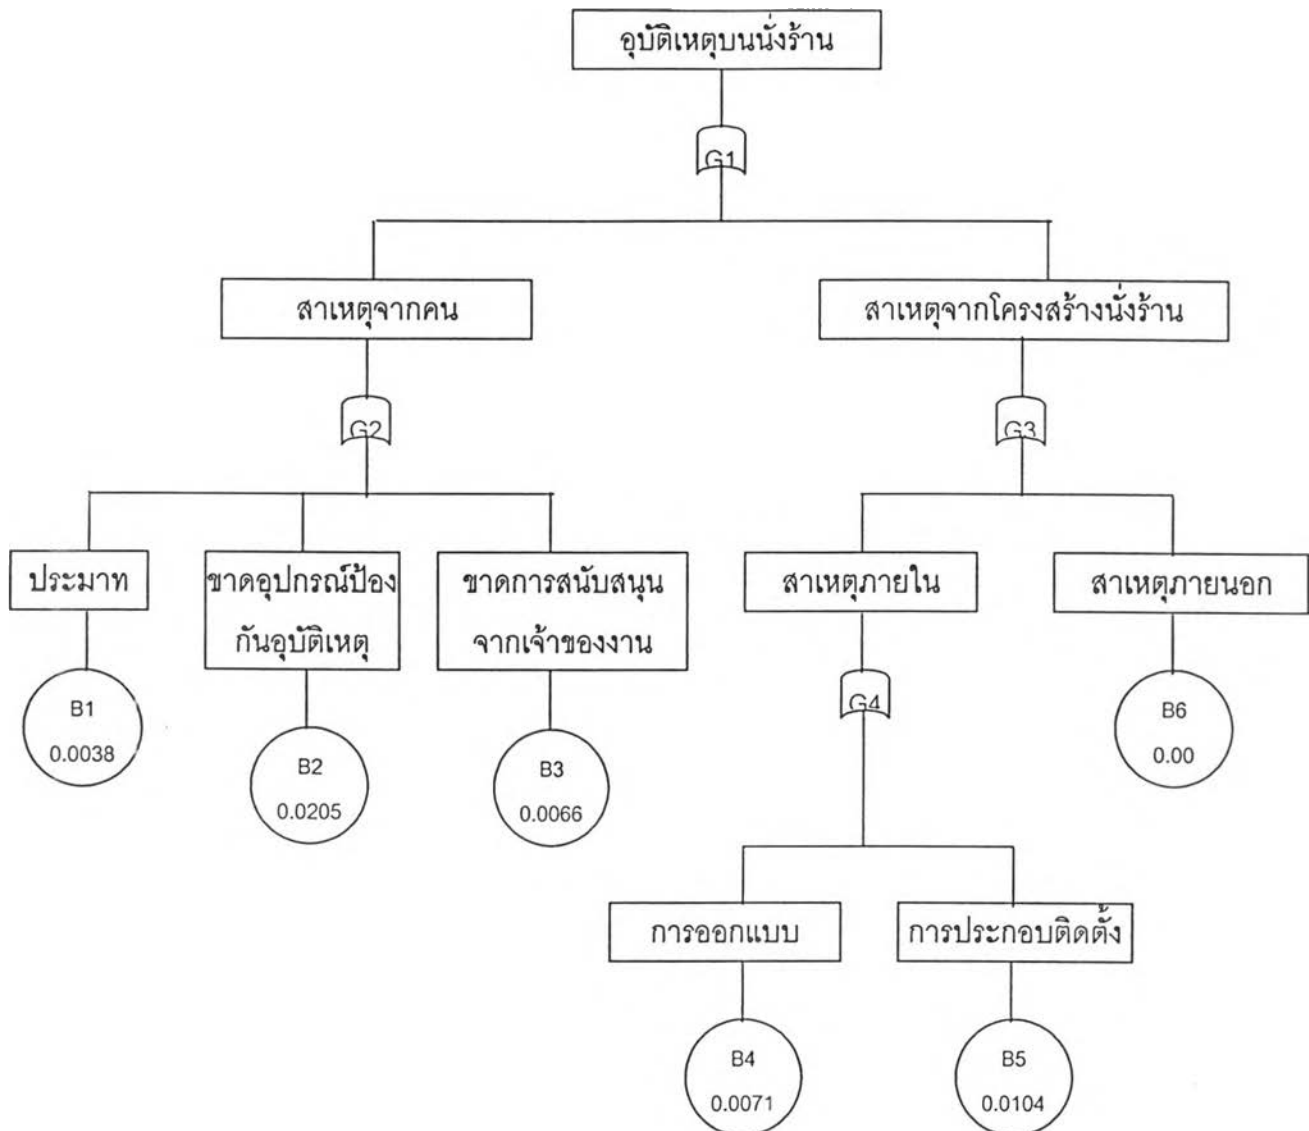 อุบัติเหตุบนนั่งร้าน
G1
สาเหตุจากคน
สาเหตุจากโครงสร้างนั่งร้าน
G2
G3
ประมาท
ขาดอุปกรณ์ป้อง
กันอุบัติเหตุ
ขาดการสนับสนุน
จากเจ้าของงาน
สาเหตุภายใน
สาเหตุภายนอก
B1
0.0038
B2
0.0205
B3
0.0066
G4
B6
0.00
การออกแบบ
การประกอบติดตั้ง
B4
0.0071
B5
0.0104